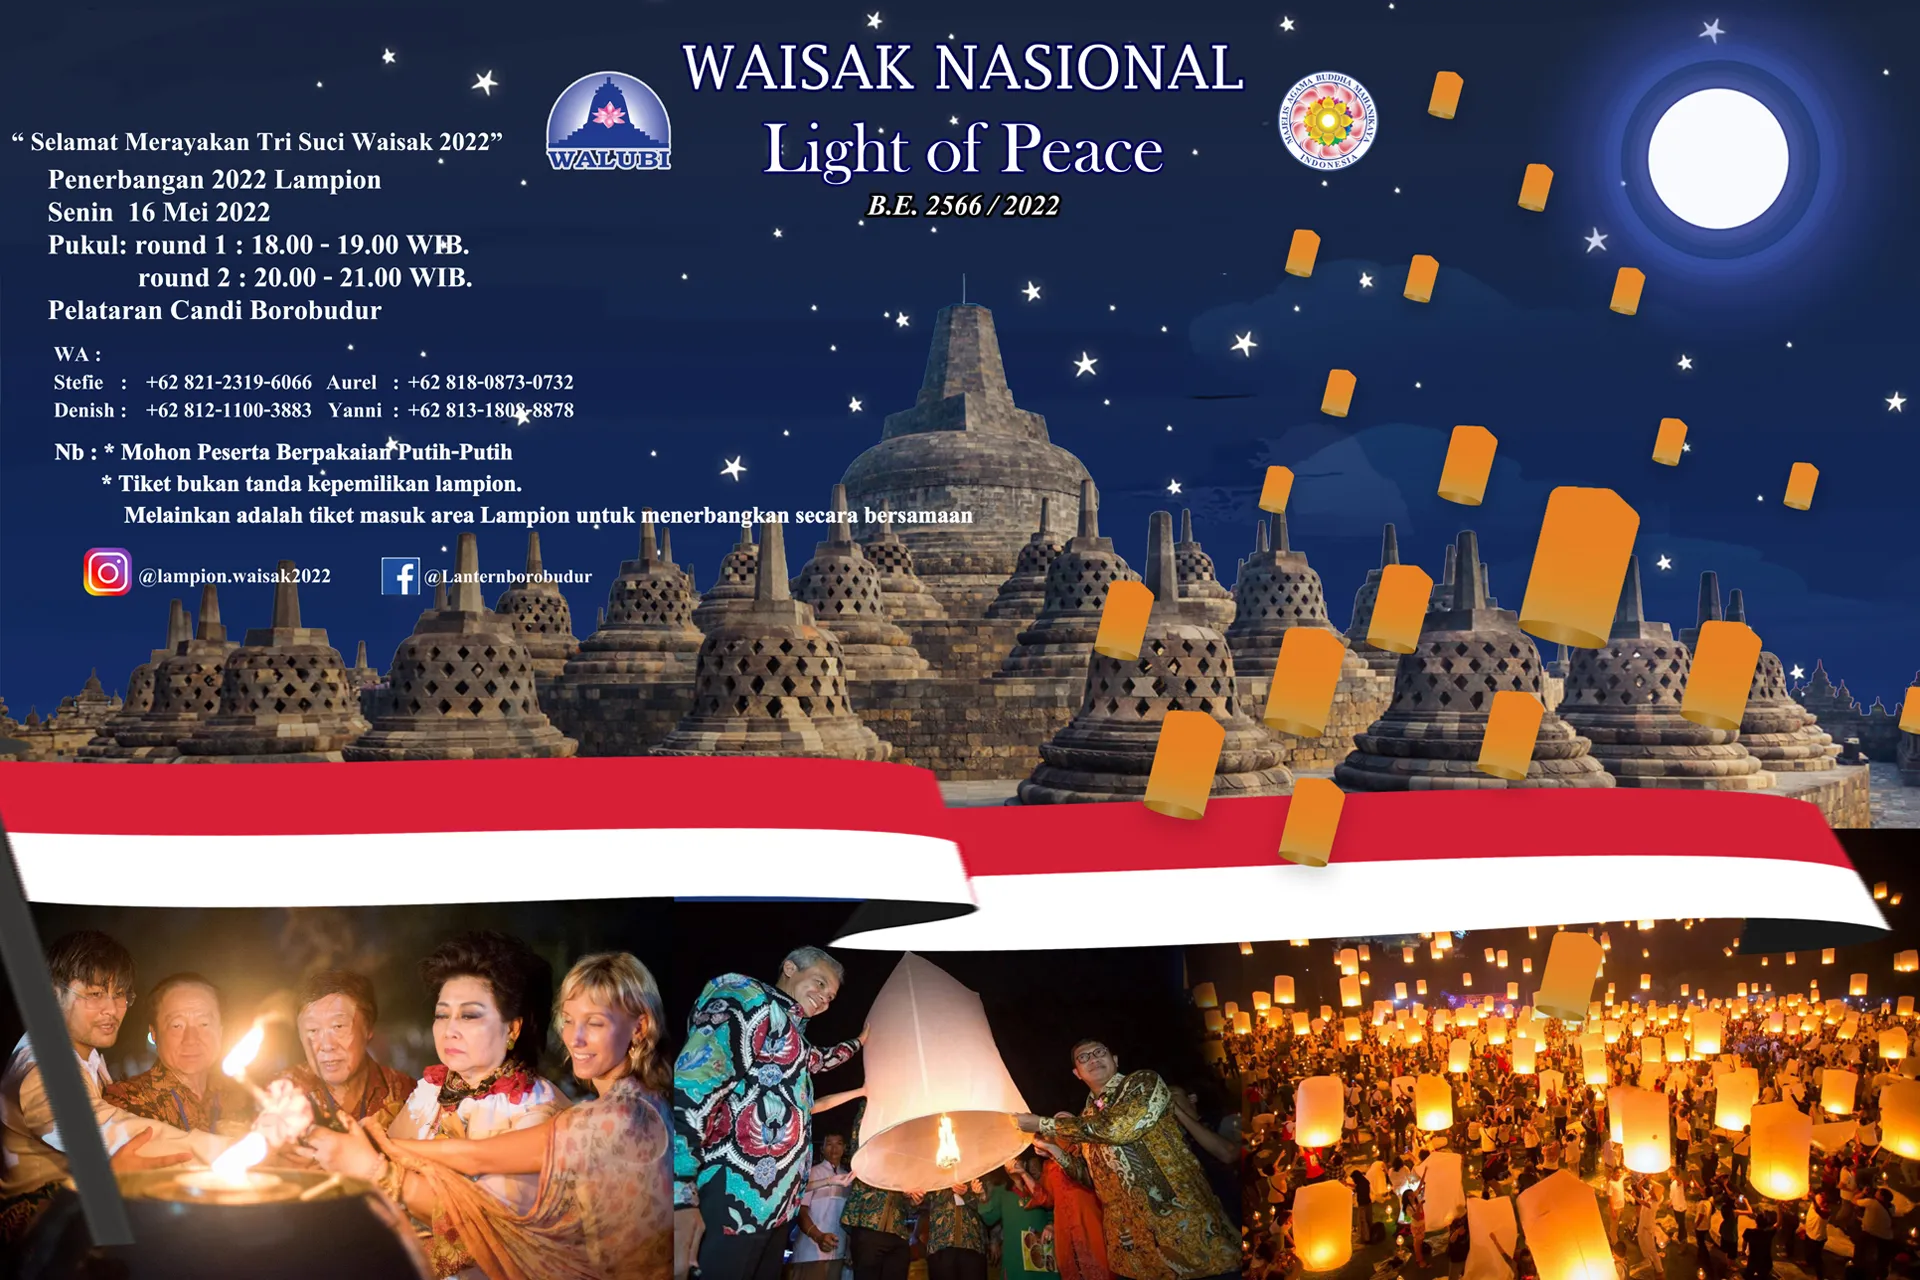 WAISAK NASIONAL
Light of Peace
B.E. 2566 / 2022
WALUBI
MAJELIS AGAMA BUDDHA MAHANIKAYA
INDONESIA
“ Selamat Merayakan Tri Suci Waisak 2022”
Penerbangan 2022 Lampion
Senin 16 Mei 2022
Pukul: round 1 : 18.00 - 19.00 WIB.
round 2 : 20.00 - 21.00 WIB.
Pelataran Candi Borobudur
WA :
Stefie : +62 821-2319-6066 Aurel : +62 818-0873-0732
Denish : +62 812-1100-3883 Yanni : +62 813-1808-8878
Nb : * Mohon Peserta Berpakaian Putih-Putih
* Tiket bukan tanda kepemilikan lampion.
Melainkan adalah tiket masuk area Lampion untuk menerbangkan secara bersamaan
@lampion.waisak2022 @Lanternborobudur